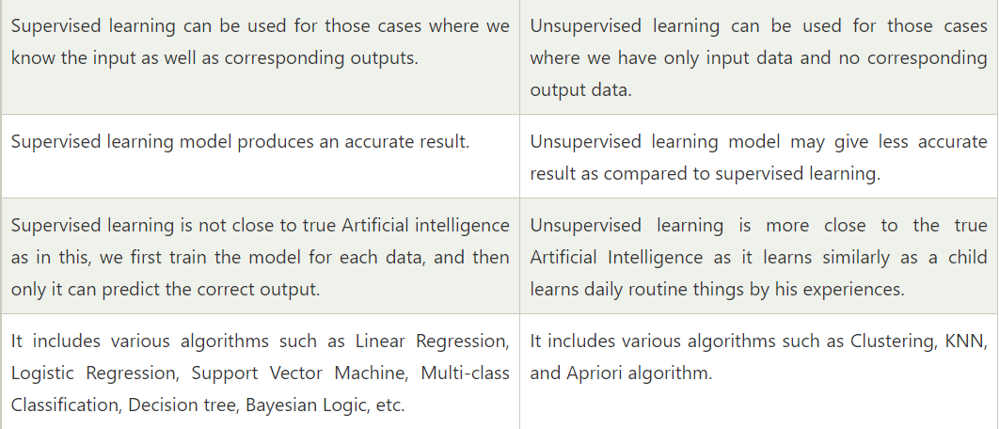 Supervised learning can be used for those cases where we
know the input as well as corresponding outputs.
Unsupervised learning can be used for those cases
where we have only input data and no corresponding
output data.
Supervised learning model produces an accurate result.
Unsupervised learning model may give less accurate
result as compared to supervised learning.
Supervised learning is not close to true Artificial intelligence
as in this, we first train the model for each data, and then
only it can predict the correct output.
Unsupervised learning is more close to the true
Artificial Intelligence as it learns similarly as a child
learns daily routine things by his experiences.
It includes various algorithms such as Linear Regression,
Logistic Regression, Support Vector Machine, Multi-class
Classification, Decision tree, Bayesian Logic, etc.
It includes various algorithms such as Clustering, KNN,
and Apriori algorithm.